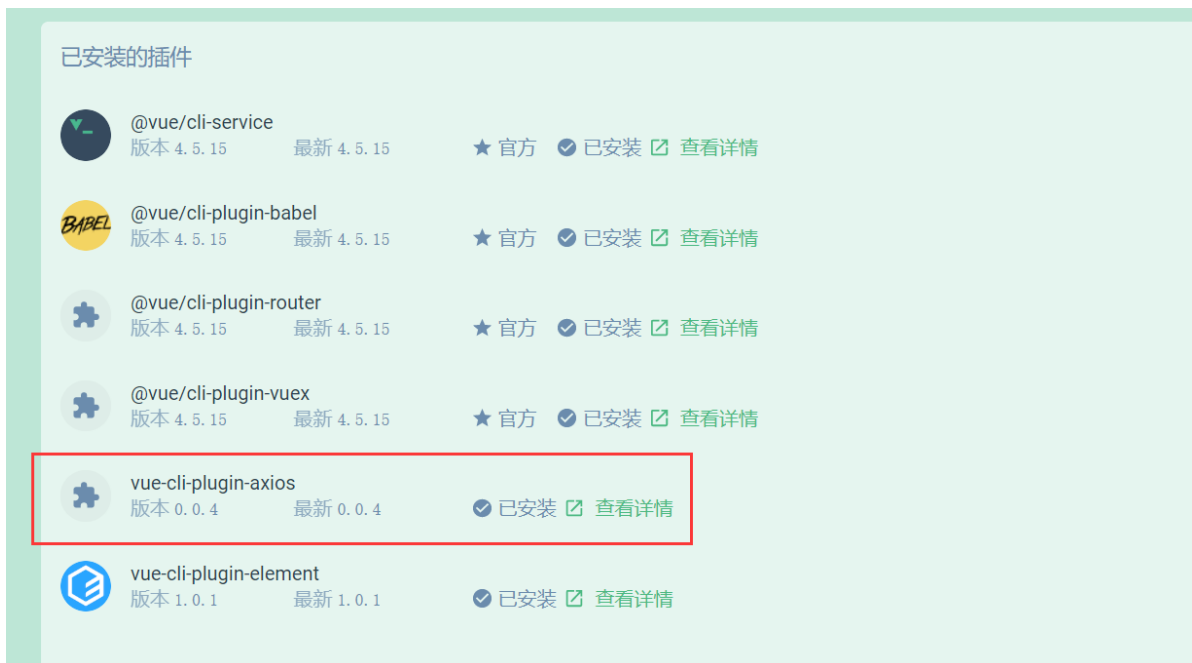 已安装的插件
@vue/cli-service
版本 4.5.15 最新 4.5.15 官方 已安装 查看详情
BABEL
@vue/cli-plugin-babel
版本 4.5.15 最新 4.5.15 官方 已安装 查看详情
@vue/cli-plugin-router
版本 4.5.15 最新 4.5.15 官方 已安装 查看详情
@vue/cli-plugin-vuex
版本 4.5.15 最新 4.5.15 官方 已安装 查看详情
vue-cli-plugin-axios
版本 0.0.4 最新 0.0.4 已安装 查看详情
vue-cli-plugin-element
版本 1.0.1 最新 1.0.1 已安装 查看详情